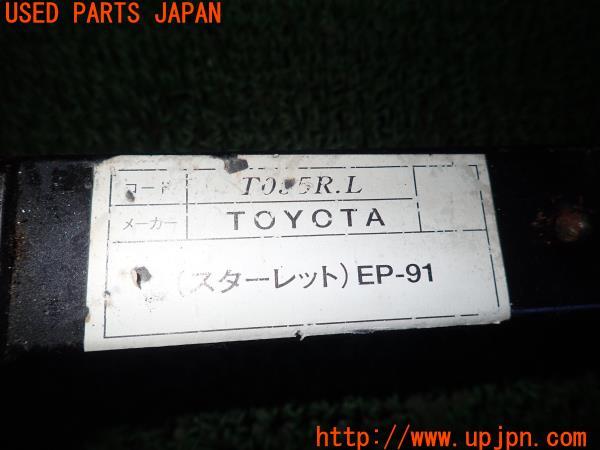 USED PARTS JAPAN
コード
メーカー TOYOTA
(スターレット) EP-91
http://www.upjpn.com